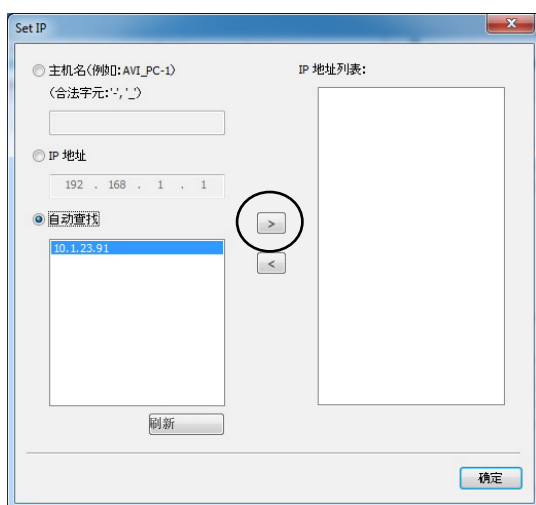 Set IP
主机名(例如:AVI_PC-1)
(合法字元:'-','_')
IP 地址列表:
IP 地址
192 . 168 . 1 . 1
自动查找
>
10.1.23.91
<
刷新
确定